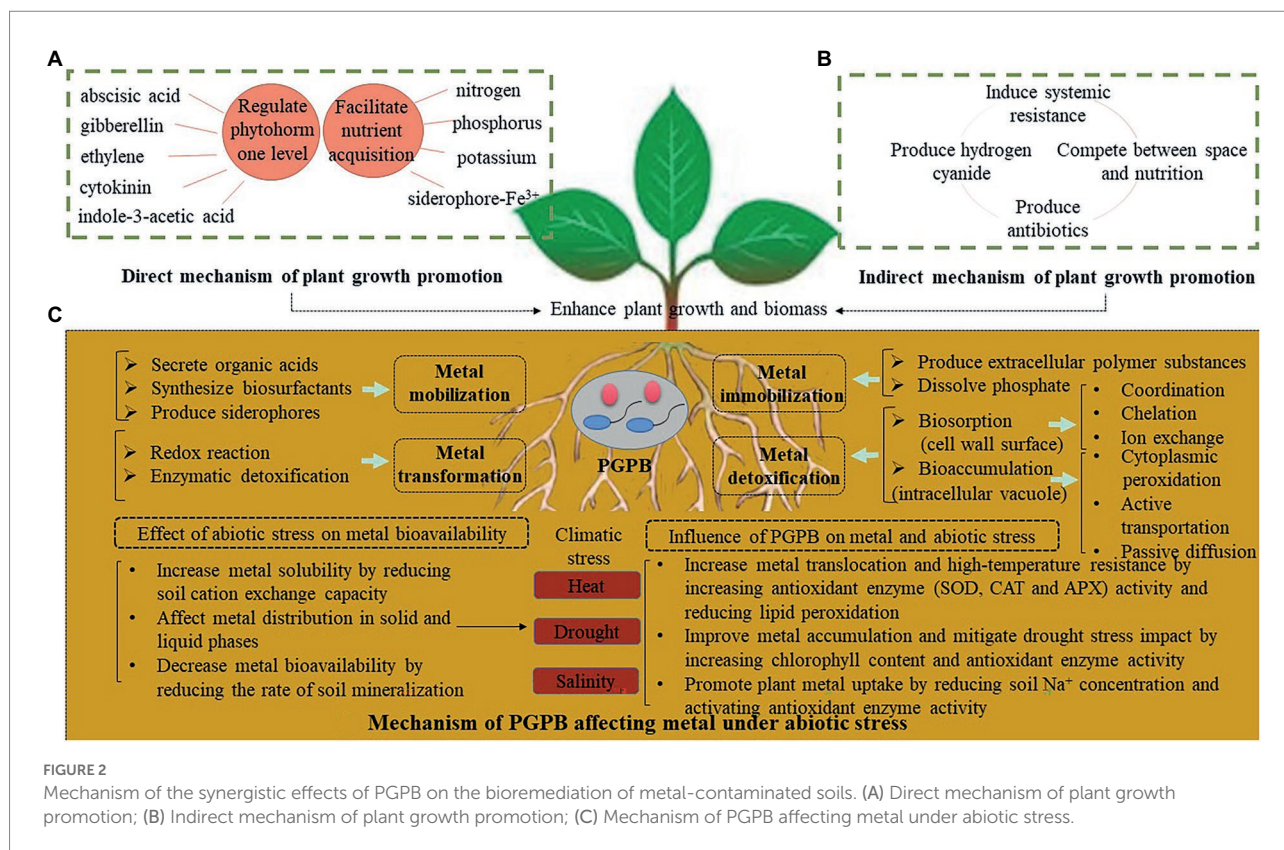 A
abscisic acid
gibberellin
ethylene
cytokinin
indole-3-acetic acid
Regulate
phytohorm
one level
Facilitate
nutrient
acquisition
nitrogen
phosphorus
potassium
siderophore-Fe³⁺
Direct mechanism of plant growth promotion
B
Induce systemic
resistance
Produce hydrogen
cyanide
Compete between space
and nutrition
Produce
antibiotics
Indirect mechanism of plant growth promotion
Enhance plant growth and biomass
C
➢ Secrete organic acids
➢ Synthesize biosurfactants
➢ Produce siderophores
Metal
mobilization
➢ Redox reaction
➢ Enzymatic detoxification
Metal
transformation
PGPB
Metal
immobilization
➢ Produce extracellular polymer substances
➢ Dissolve phosphate
Metal
detoxification
➢ Biosorption
(cell wall surface)
➢ Bioaccumulation
(intracellular vacuole)
• Coordination
• Chelation
• Ion exchange
• Cytoplasmic
peroxidation
• Active
transportation
• Passive diffusion
Effect of abiotic stress on metal bioavailability
• Increase metal solubility by reducing
soil cation exchange capacity
• Affect metal distribution in solid and
liquid phases
• Decrease metal bioavailability by
reducing the rate of soil mineralization
Climatic
stress
Heat
Drought
Salinity
Influence of PGPB on metal and abiotic stress
• Increase metal translocation and high-temperature resistance by
increasing antioxidant enzyme (SOD, CAT and APX) activity and
reducing lipid peroxidation
• Improve metal accumulation and mitigate drought stress impact by
increasing chlorophyll content and antioxidant enzyme activity
• Promote plant metal uptake by reducing soil Na⁺ concentration and
activating antioxidant enzyme activity
Mechanism of PGPB affecting metal under abiotic stress
FIGURE 2
Mechanism of the synergistic effects of PGPB on the bioremediation of metal-contaminated soils. (A) Direct mechanism of plant growth
promotion; (B) Indirect mechanism of plant growth promotion; (C) Mechanism of PGPB affecting metal under abiotic stress.